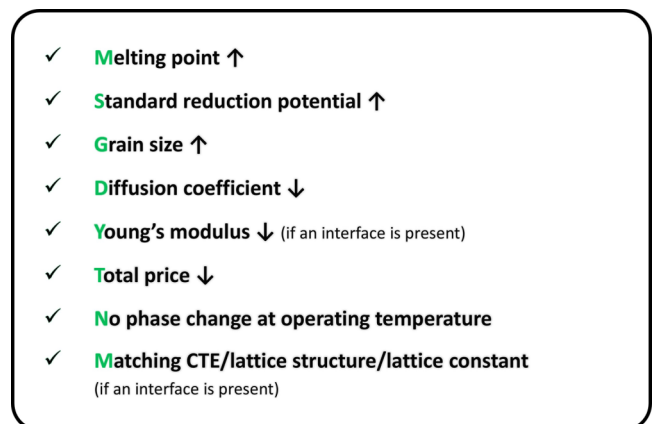 ✓ Melting point ↑
✓ Standard reduction potential ↑
✓ Grain size ↑
✓ Diffusion coefficient ↓
✓ Young’s modulus ↓ (if an interface is present)
✓ Total price ↓
✓ No phase change at operating temperature
✓ Matching CTE/lattice structure/lattice constant
(if an interface is present)